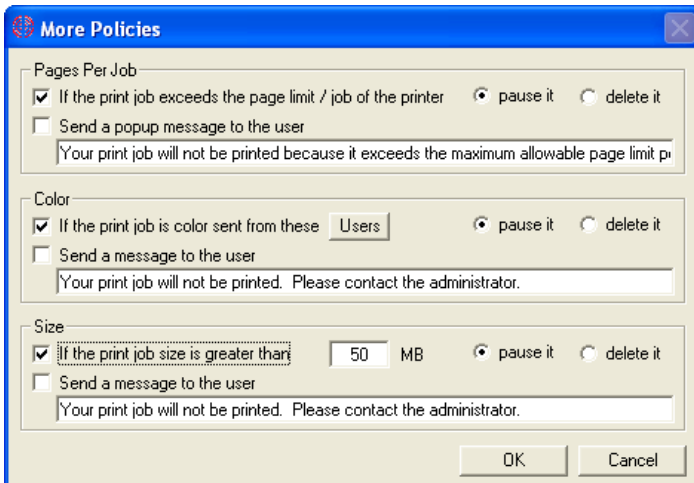 More Policies
Pages Per Job
If the print job exceeds the page limit / job of the printer pause it delete it
Send a popup message to the user
Your print job will not be printed because it exceeds the maximum allowable page limit
Color
If the print job is color sent from these Users pause it delete it
Send a message to the user
Your print job will not be printed.  Please contact the administrator.
Size
If the print job size is greater than 50 MB pause it delete it
Send a message to the user
Your print job will not be printed.  Please contact the administrator.
OK Cancel